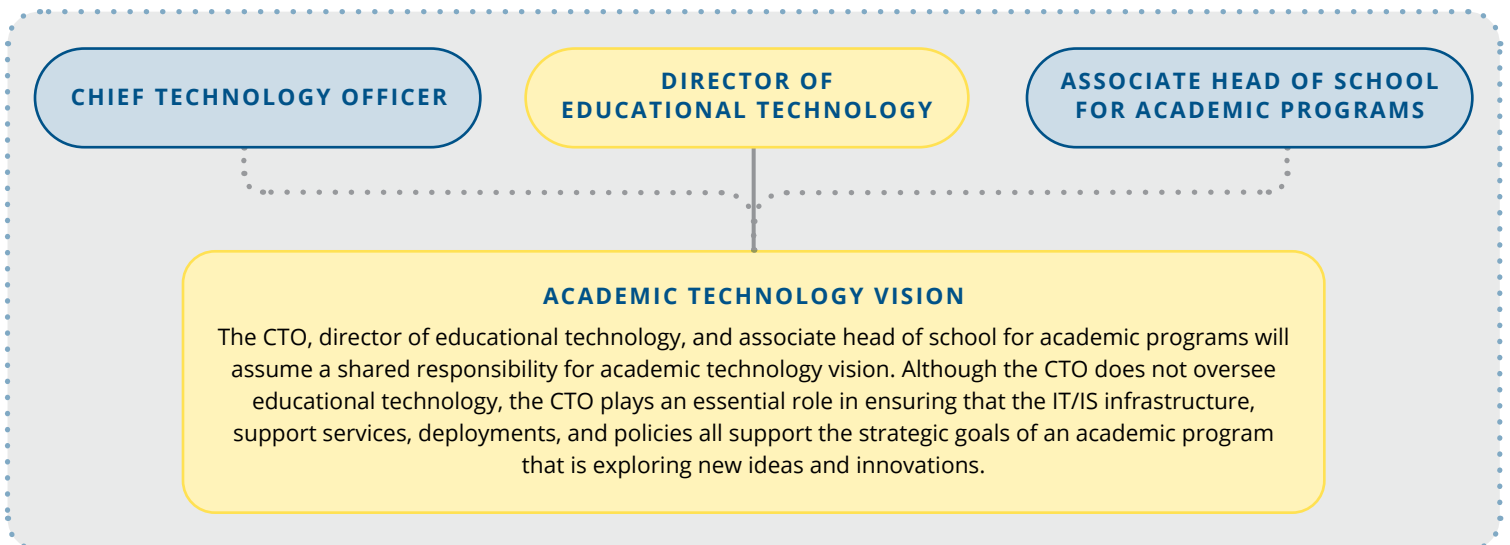 CHIEF TECHNOLOGY OFFICER
DIRECTOR OF
EDUCATIONAL TECHNOLOGY
ASSOCIATE HEAD OF SCHOOL
FOR ACADEMIC PROGRAMS
ACADEMIC TECHNOLOGY VISION
The CTO, director of educational technology, and associate head of school for academic programs will
assume a shared responsibility for academic technology vision. Although the CTO does not oversee
educational technology, the CTO plays an essential role in ensuring that the IT/IS infrastructure,
support services, deployments, and policies all support the strategic goals of an academic program
that is exploring new ideas and innovations.